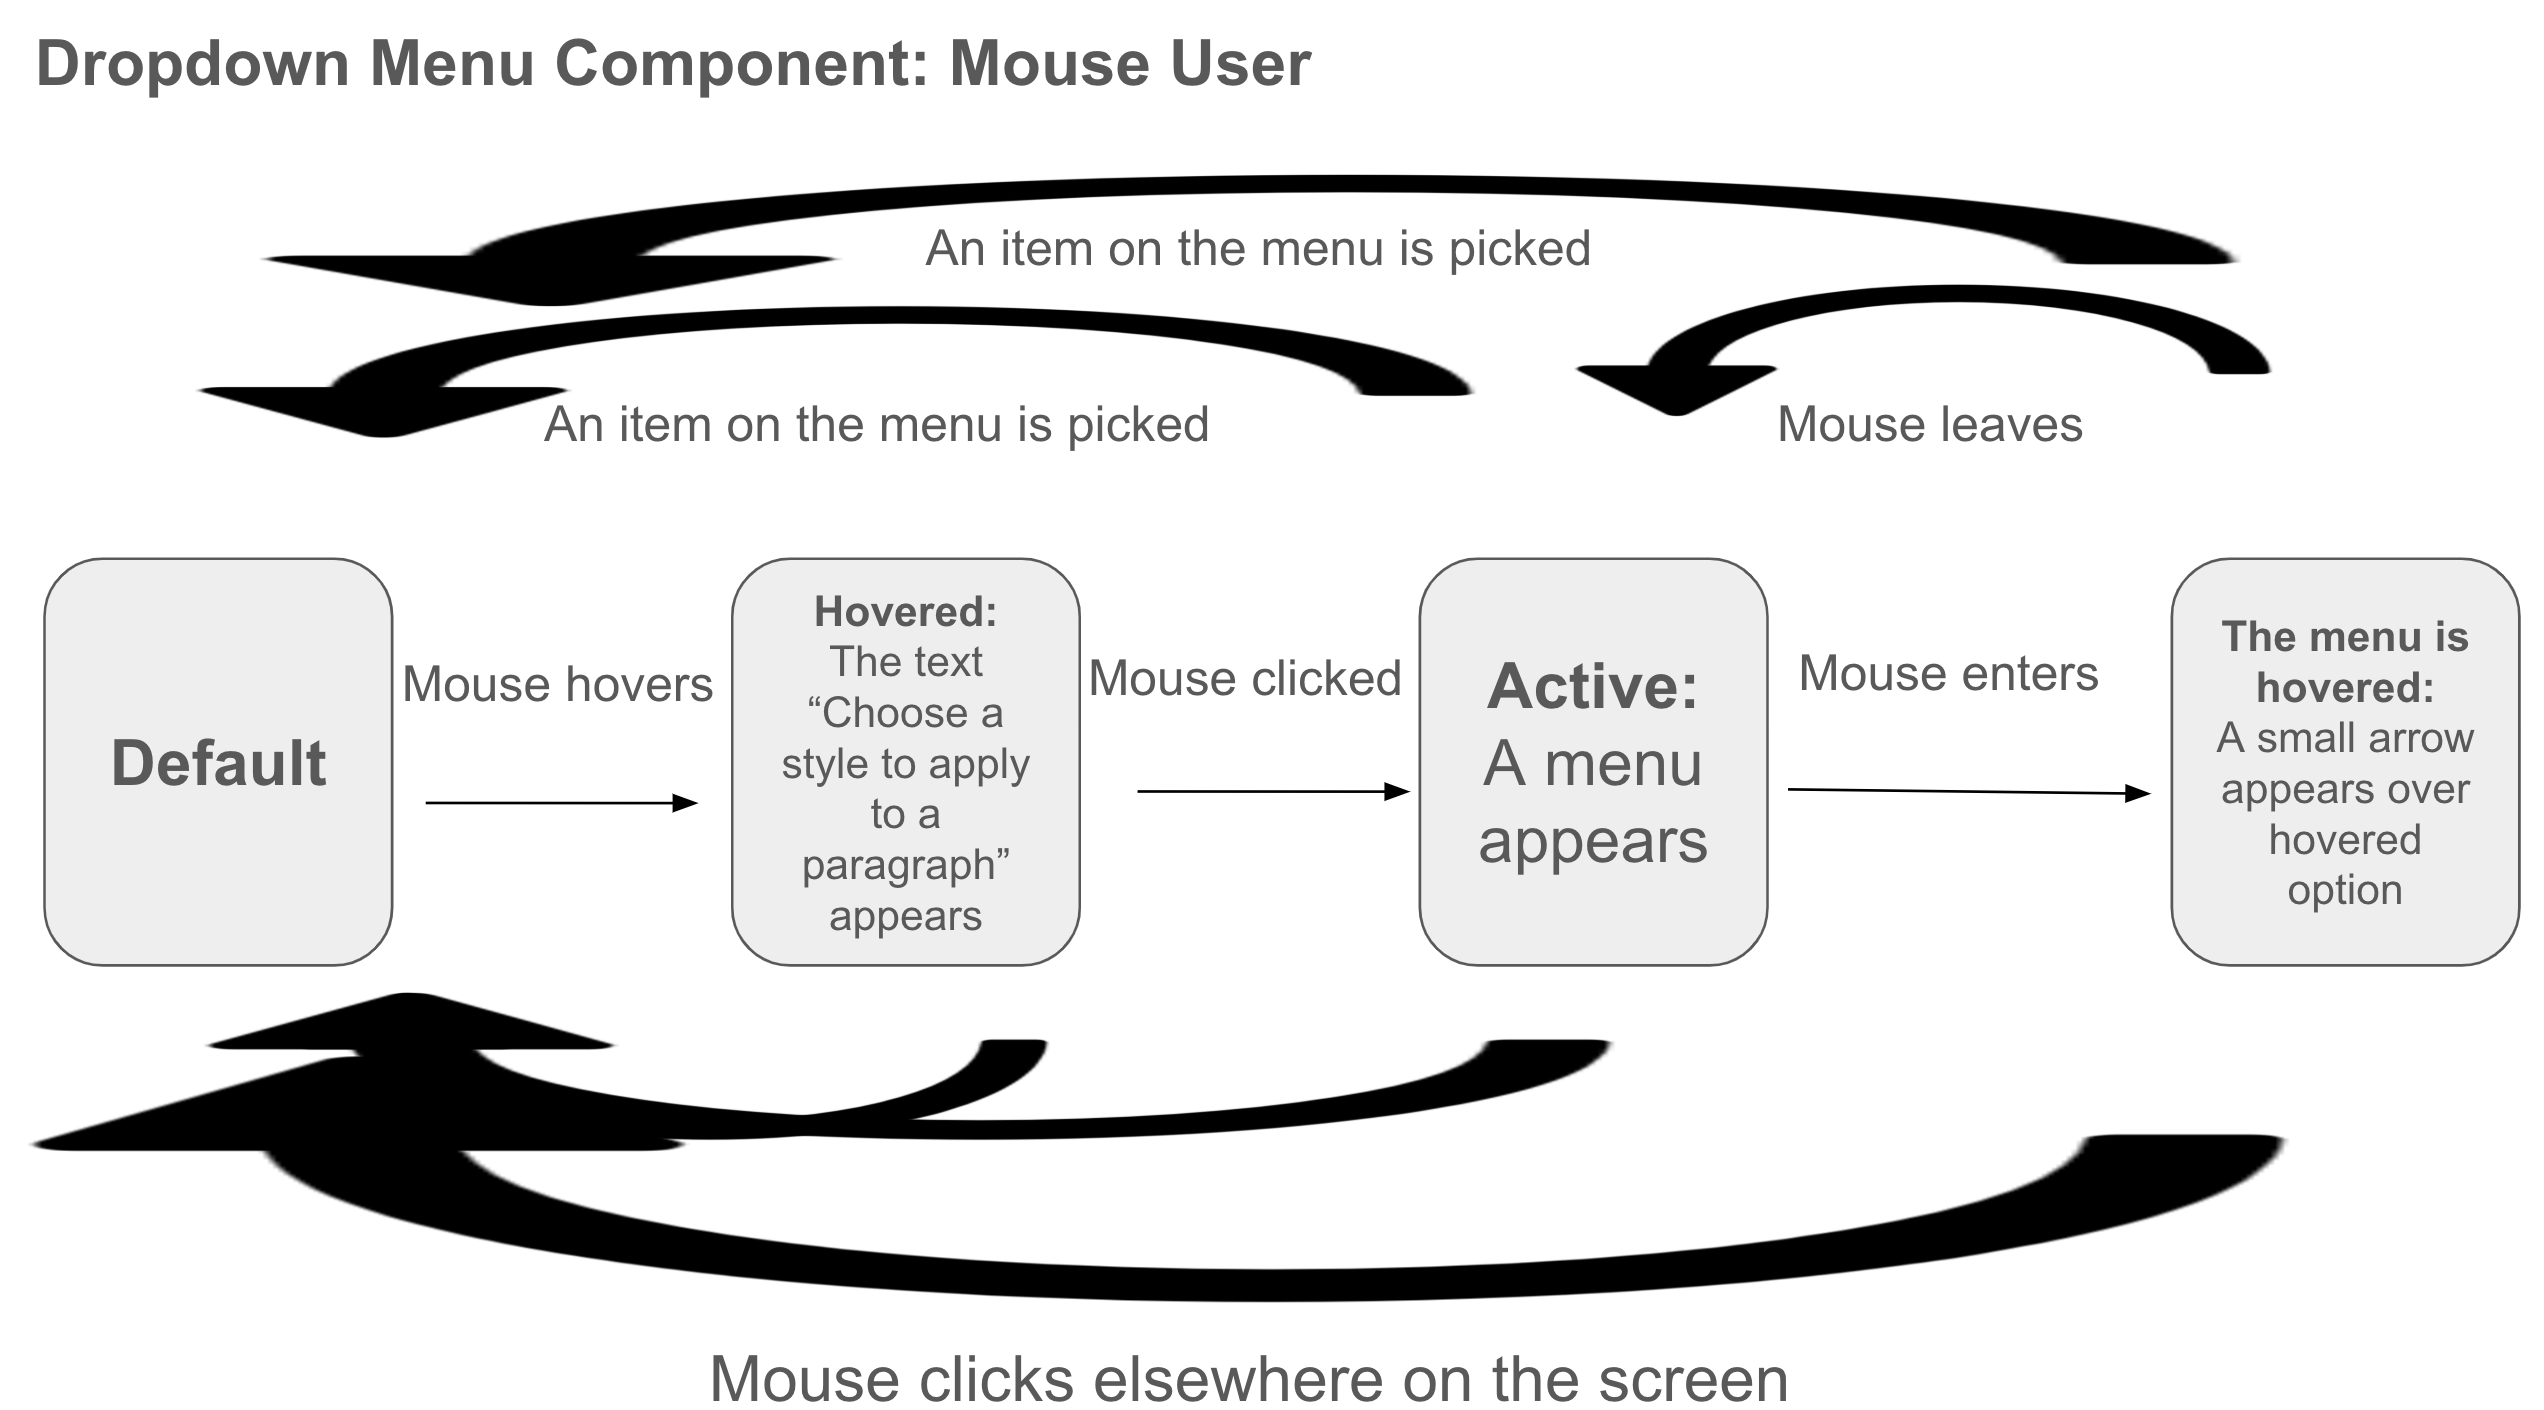 Dropdown Menu Component: Mouse User
An item on the menu is picked
An item on the menu is picked
Mouse leaves
Default
Mouse hovers
Hovered:
The text
“Choose a
style to apply
to a
paragraph”
appears
Mouse clicked
Active:
A menu
appears
Mouse enters
The menu is
hovered:
A small arrow
appears over
hovered
option
Mouse clicks elsewhere on the screen